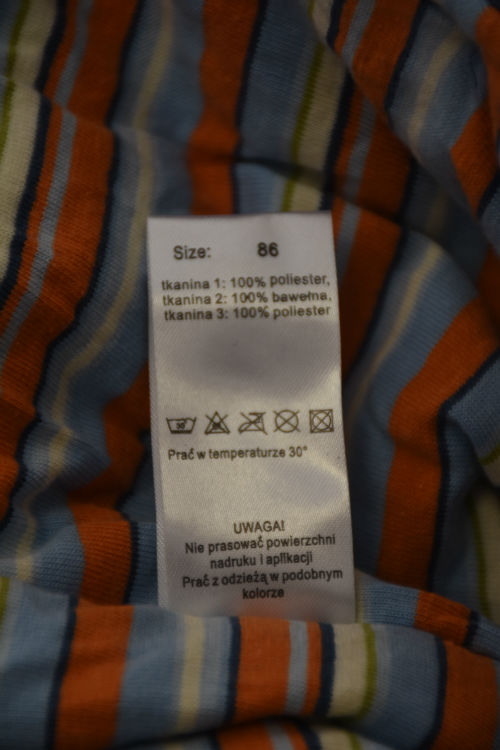 Size: 86
tkanina 1: 100% poliester,
tkanina 2: 100% bawełna,
tkanina 3: 100% poliester
30°
Prać w temperaturze 30°
UWAGA!
Nie prasować powierzchni
nadruku i aplikacji
Prać z odzieżą w podobnym
kolorze